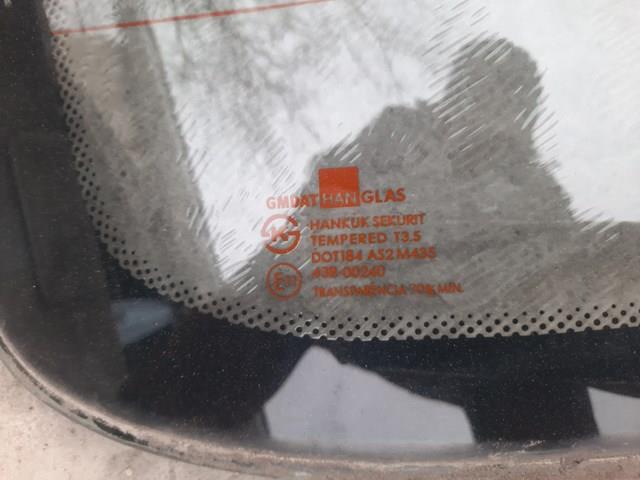 GMDAT HANGLAS
HANKUK SEKURIT
TEMPERED T3.5
DOT184 AS2 M435
43R-00240
TRANSPARÊNCIA 70% MIN.